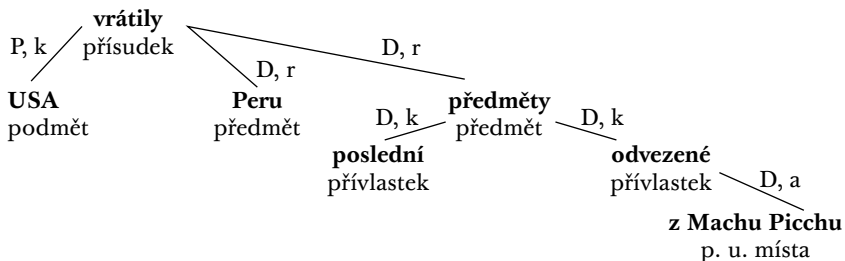 vrátily
P, k přísudek D, r
D, r
USA Peru předměty
podmět předmět D, k předmět D, k
poslední odvezené
přívlastek přívlastek D, a
z Machu Picchu
p. u. místa